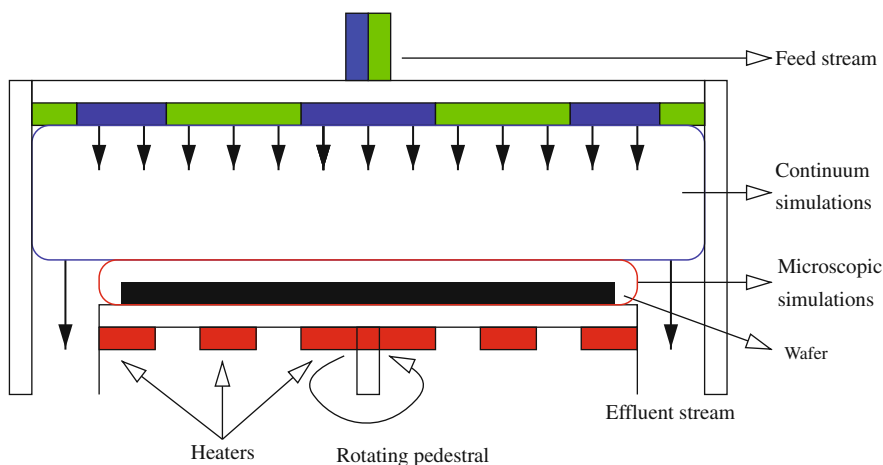 Feed stream
Continuum
simulations
Microscopic
simulations
Wafer
Effluent stream
Heaters
Rotating pedestral